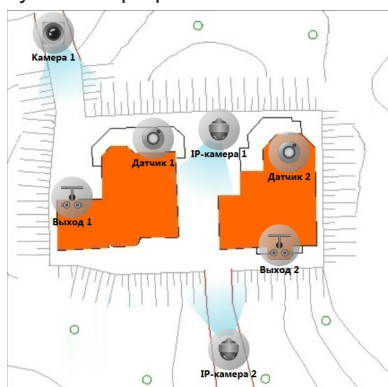 Камера 1
Датчик 1
IP-камера 1
Датчик 2
Выход 1
Выход 2
IP-камера 2